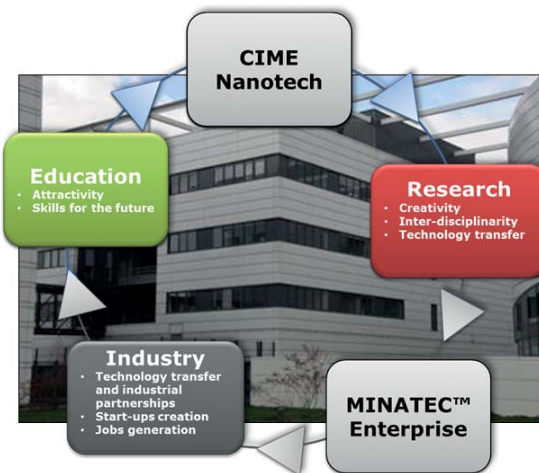 CIME
Nanotech
Education
• Attractivity
• Skills for the future
Research
• Creativity
• Inter-disciplinarity
• Technology transfer
Industry
• Technology transfer
and industrial
partnerships
• Start-ups creation
• Jobs generation
MINATEC™
Enterprise